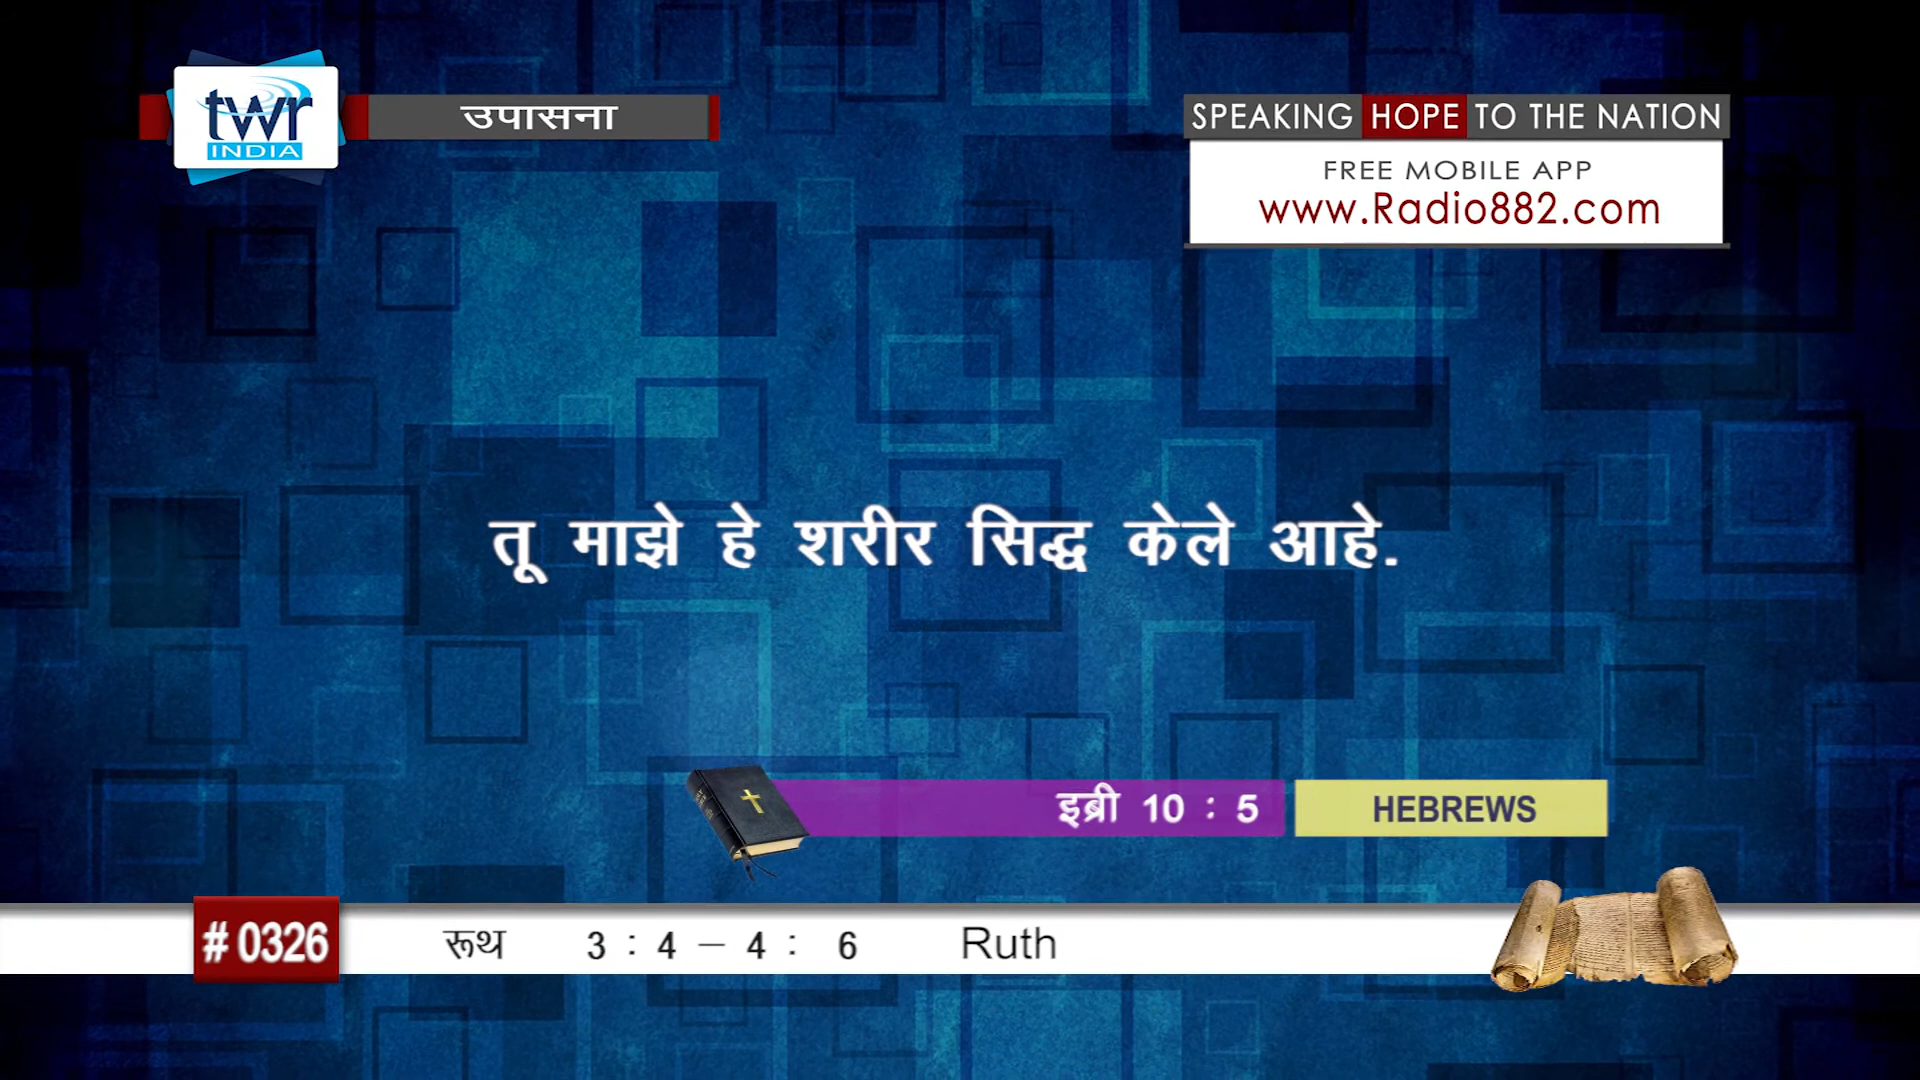 twr
INDIA
उपासना
SPEAKING HOPE TO THE NATION
FREE MOBILE APP
www.Radio882.com
तू माझे हे शरीर सिद्ध केले आहे.
इब्री 10 : 5
HEBREWS
# 0326
रूथ 3 : 4 – 4 : 6 Ruth